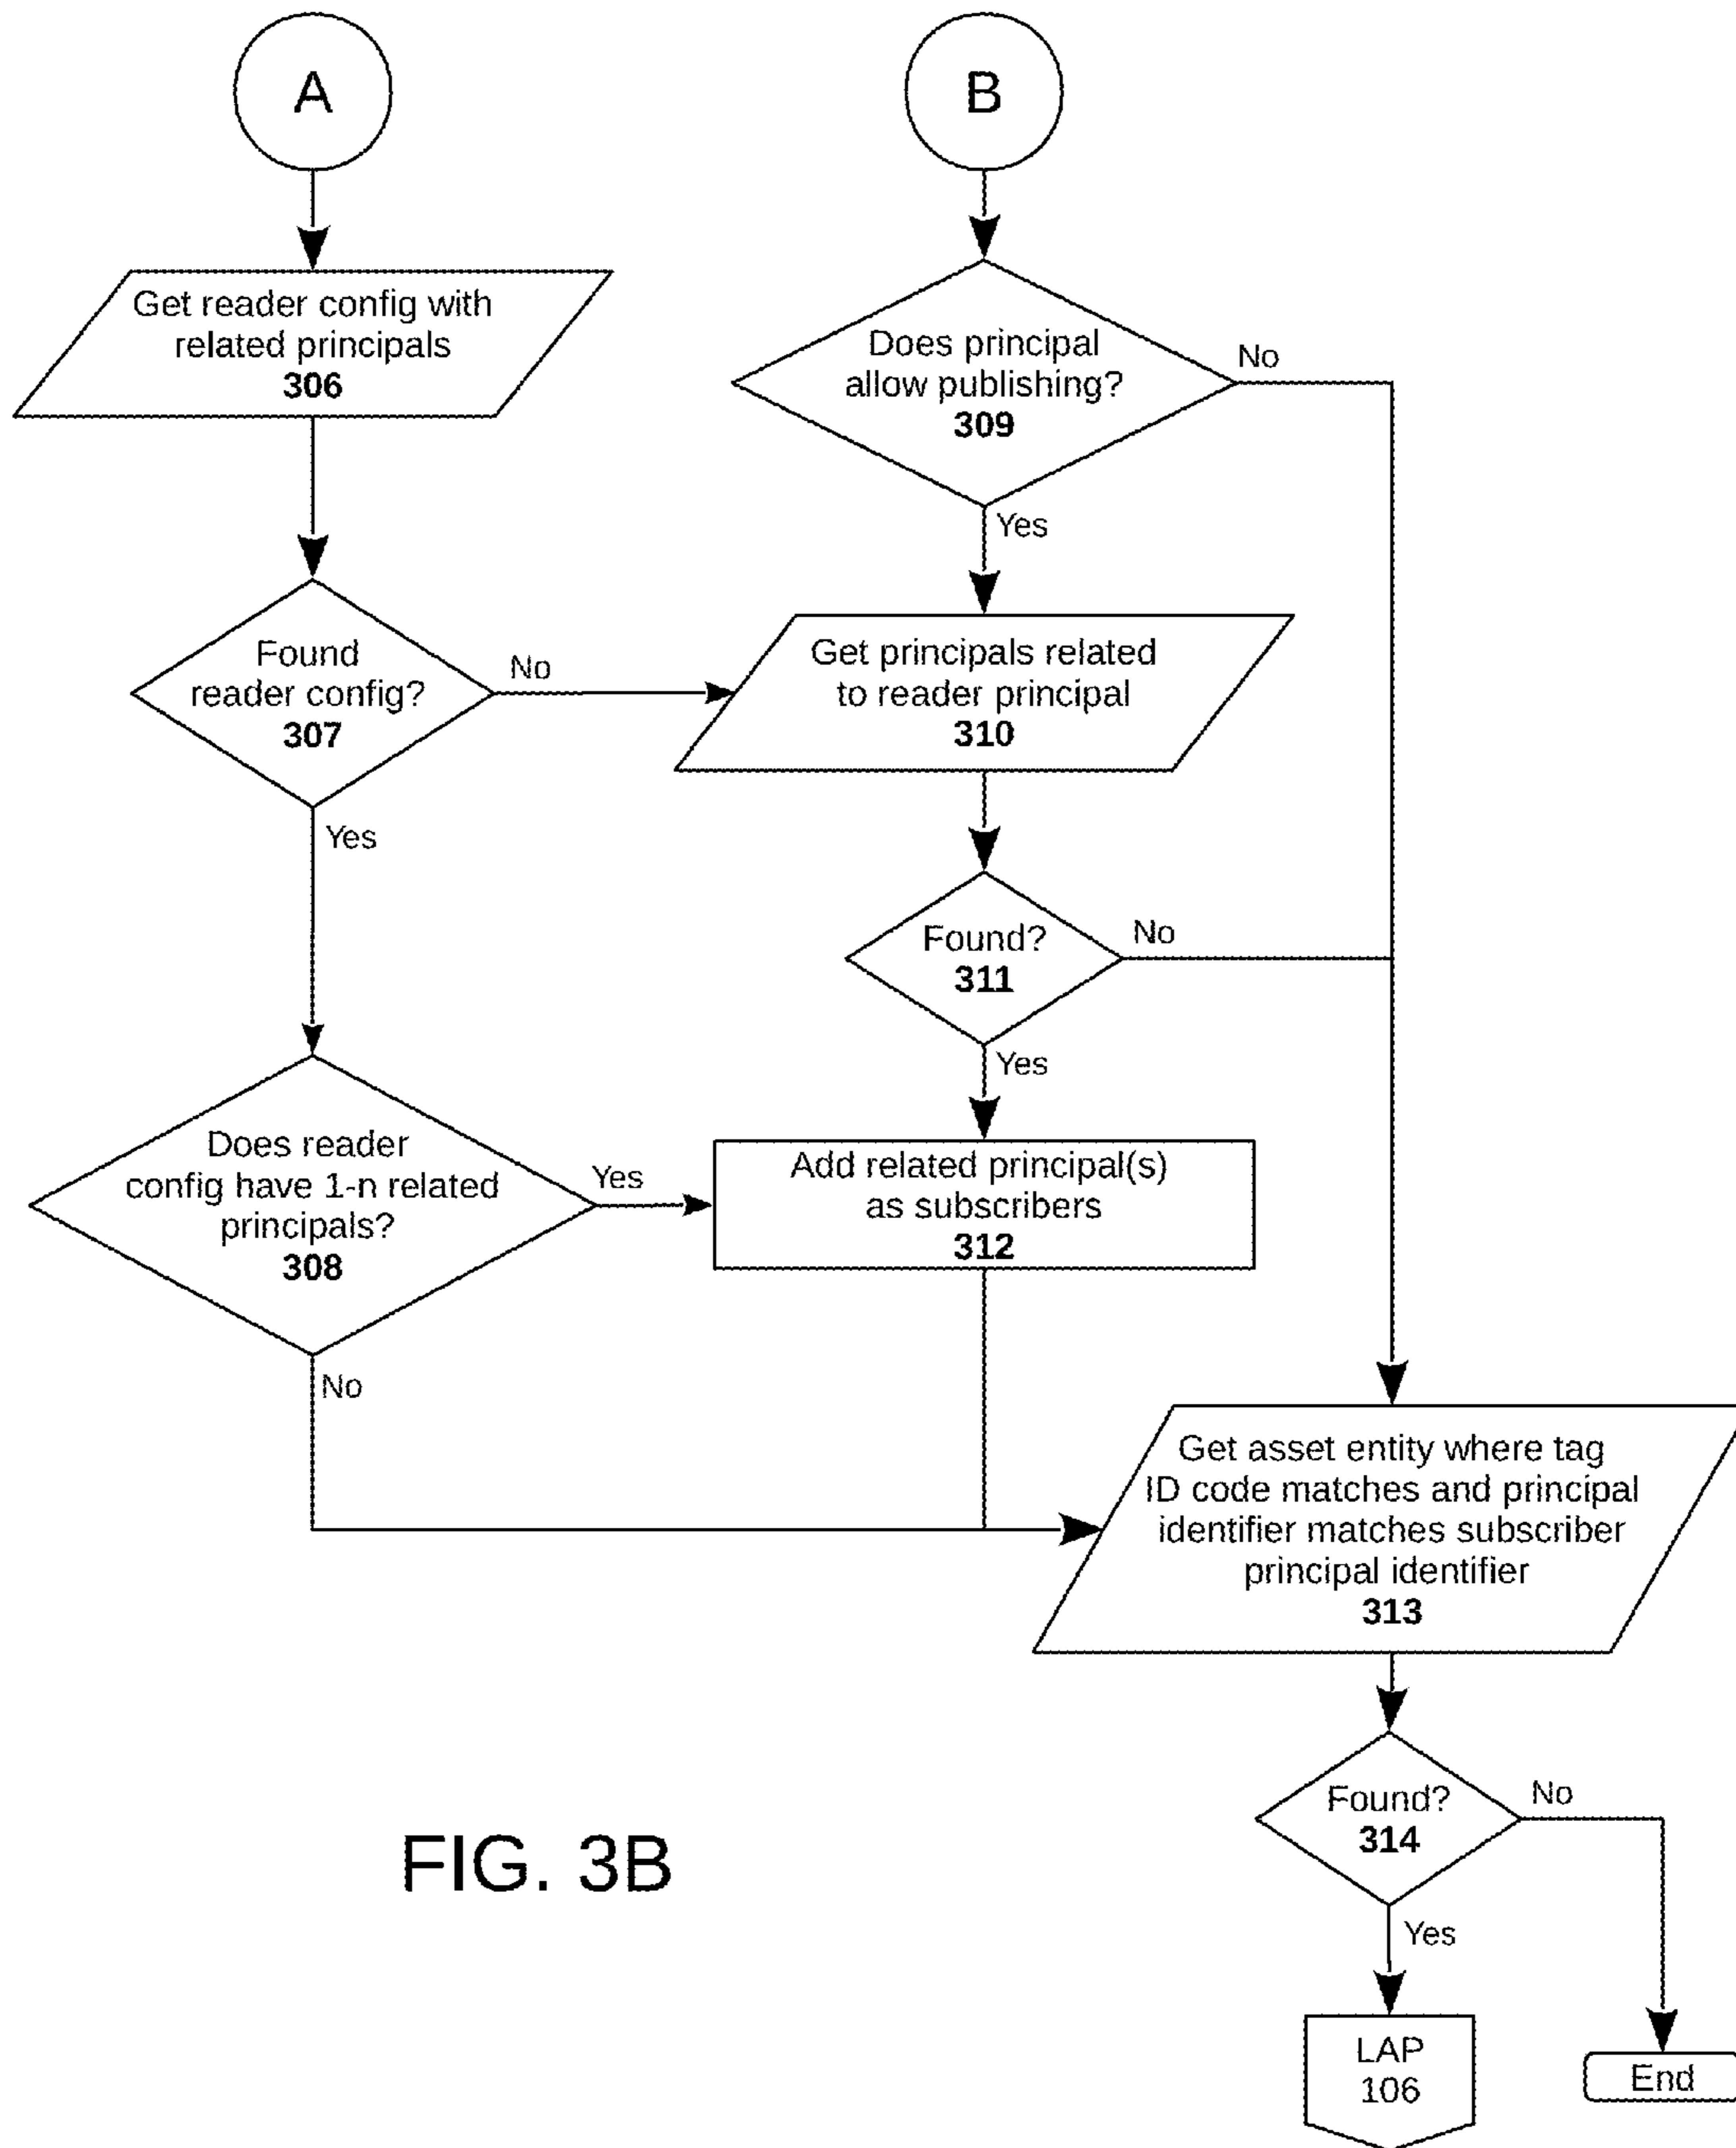 A
B
Get reader config with
related principals
306
Does principal
allow publishing?
309
No
Yes
Found
reader config?
307
No
Yes
Get principals related
to reader principal
310
Found?
311
No
Yes
Does reader
config have 1-n related
principals?
308
Yes
No
Add related principal(s)
as subscribers
312
Get asset entity where tag
ID code matches and principal
identifier matches subscriber
principal identifier
313
Found?
314
No
Yes
LAP
106
End
FIG. 3B